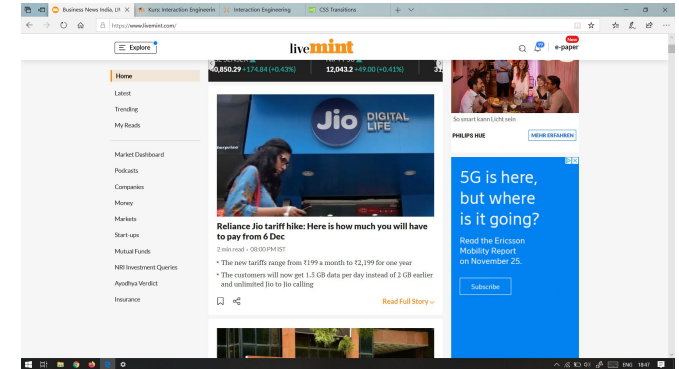 Business News India, Li
Kurs: Interaction Engineerin
Interaction Engineering
CSS Transitions
https://www.livemint.com/
Explore
livemint
New
e-paper
Home
Latest
Trending
My Reads
Market Dashboard
Podcasts
Companies
Money
Markets
Start-ups
Mutual Funds
NRI Investment Queries
Ayodhya Verdict
Insurance
40,850.29 +174.84 (+0.43%)
12,043.2 +49.00 (+0.41%)
Jio DIGITAL
LIFE
Reliance Jio tariff hike: Here is how much you will have
to pay from 6 Dec
2 min read • 08:00 PM IST
• The new tariffs range from ₹199 a month to ₹2,199 for one year
• The customers will now get 1.5 GB data per day instead of 2 GB earlier
and unlimited Jio to Jio calling
Read Full Story
So smart kann Licht sein
PHILIPS HUE
MEHR ERFAHREN
5G is here,
but where
is it going?
Read the Ericsson
Mobility Report
on November 25.
Subscribe
ENG
18:47